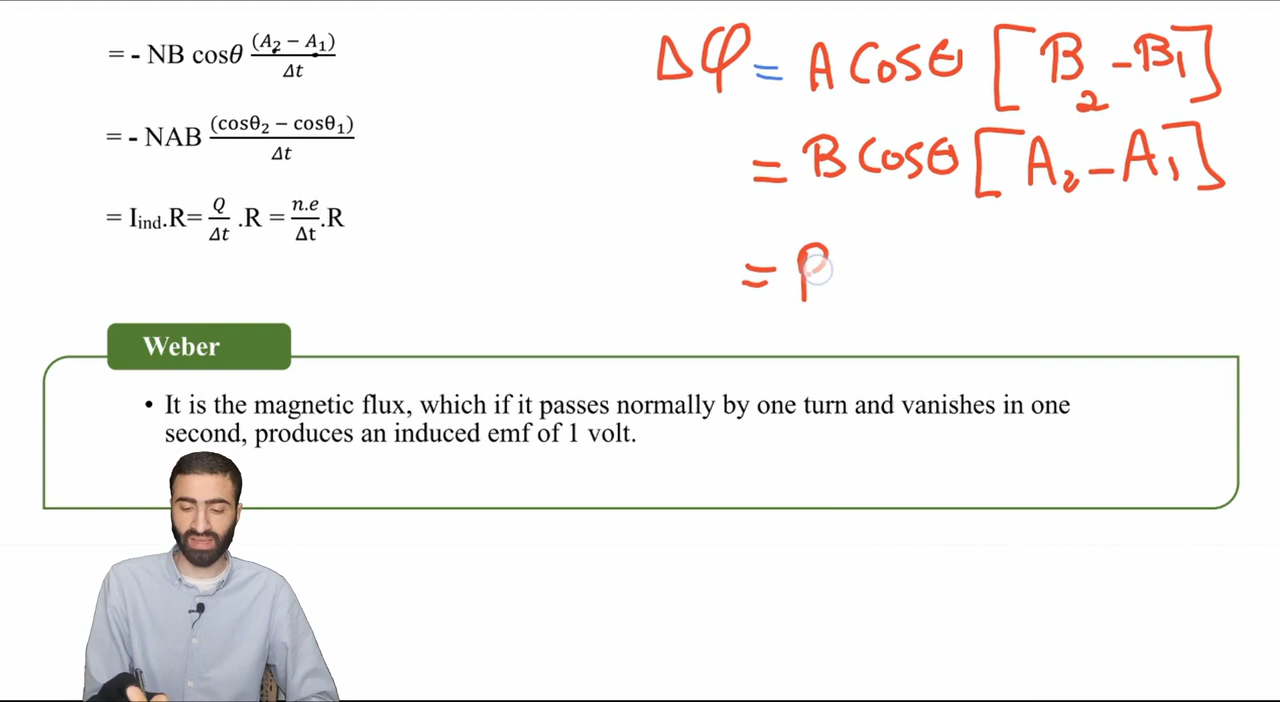 = - NB cosθ (A₂ − A₁)/Δt
= - NAB (cosθ₂ − cosθ₁)/Δt
= I_ind.R= Q/Δt .R = n.e/Δt.R
Δφ = A Cosθ [B₂ - B₁]
= B Cosθ [A₂ - A₁]
=
Weber
• It is the magnetic flux, which if it passes normally by one turn and vanishes in one
second, produces an induced emf of 1 volt.